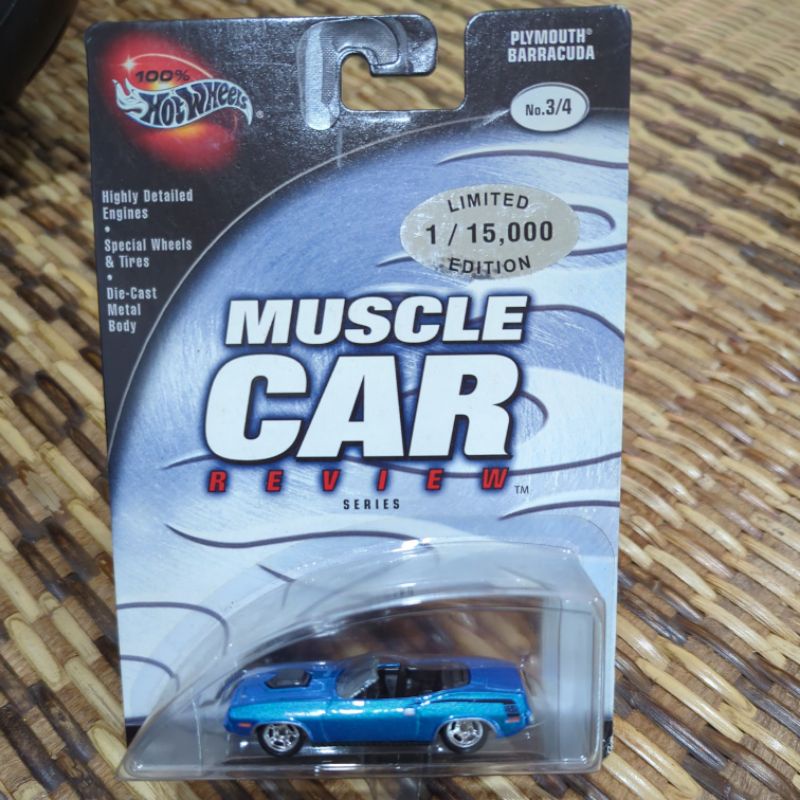 100%
HOT WHEELS®
PLYMOUTH®
BARRACUDA
No.3/4
Highly Detailed
Engines
•
Special Wheels
& Tires
•
Die-Cast
Metal
Body
LIMITED
1 / 15,000
EDITION
MUSCLE
CAR
REVIEW™
SERIES